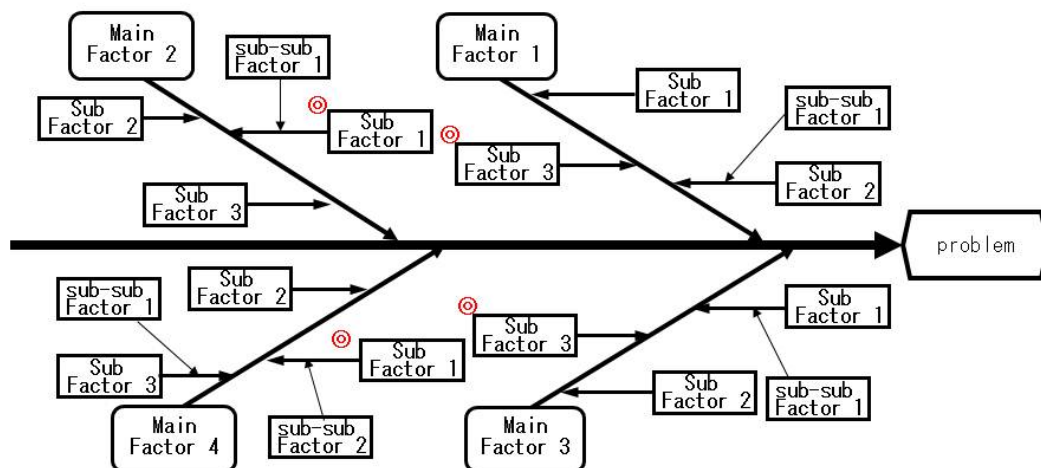 Main
Factor 2
sub-sub
Factor 1
Sub
Factor 2
Sub
Factor 1
Sub
Factor 3
Main
Factor 1
Sub
Factor 1
sub-sub
Factor 1
Sub
Factor 3
Sub
Factor 2
problem
sub-sub
Factor 1
Sub
Factor 2
Sub
Factor 3
Sub
Factor 1
sub-sub
Factor 2
Main
Factor 4
Sub
Factor 1
Sub
Factor 3
Sub
Factor 2
sub-sub
Factor 1
Main
Factor 3